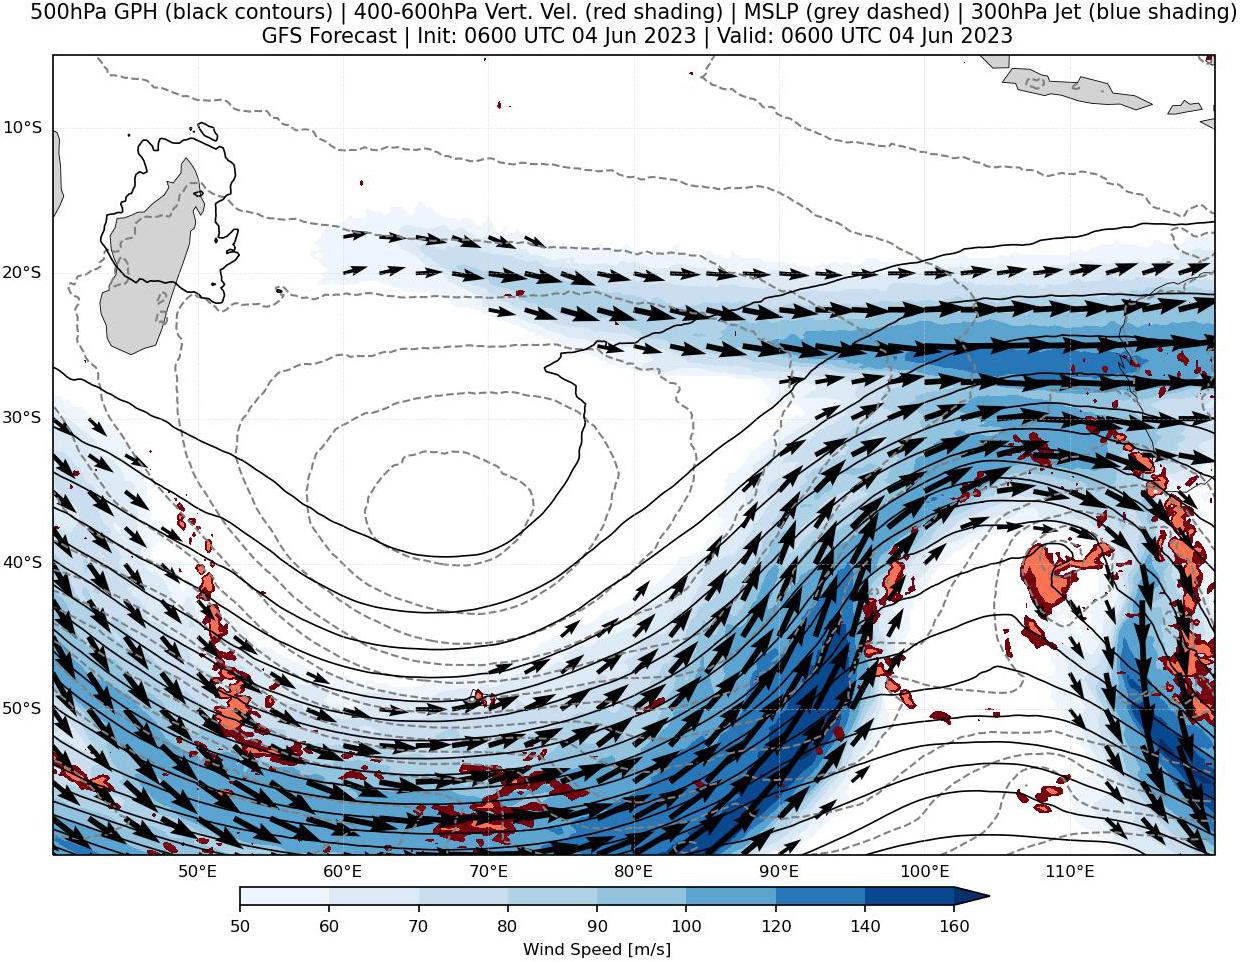 500hPa GPH (black contours) | 400-600hPa Vert. Vel. (red shading) | MSLP (grey dashed) | 300hPa Jet (blue shading)
GFS Forecast | Init: 0600 UTC 04 Jun 2023 | Valid: 0600 UTC 04 Jun 2023
10°S
20°S
30°S
40°S
50°S
50°E 60°E 70°E 80°E 90°E 100°E 110°E
50 60 70 80 90 100 120 140 160
Wind Speed [m/s]